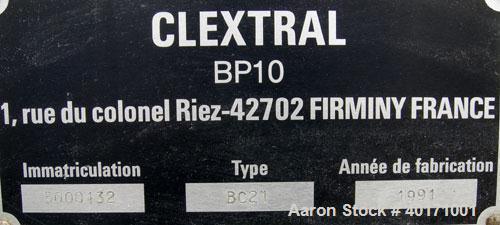 CLEXTRAL
BP10
1, rue du colonel Riez-42702 FIRMINY FRANCE
Immatriculation Type Année de fabrication
5000432 BC21 1991
Aaron Stock # 40171001